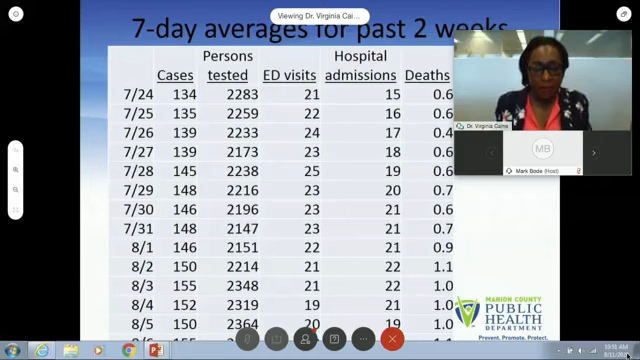 Viewing Dr. Virginia Cai...
7-day averages for past 2 weeks
Cases Persons tested ED visits Hospital admissions Deaths
7/24 134 2283 21 15 0.6
7/25 135 2259 22 16 0.6
7/26 139 2233 24 17 0.4
7/27 139 2173 23 18 0.6
7/28 145 2238 25 19 0.6
7/29 148 2216 23 20 0.7
7/30 146 2196 23 21 0.6
7/31 148 2147 23 21 0.7
8/1 146 2151 22 21 0.9
8/2 150 2214 21 22 1.1
8/3 155 2348 21 22 1.0
8/4 152 2319 19 21 1.0
8/5 150 2364 20 19 1.0
Dr. Virginia Caine
MB
Mark Bode (Host)
MARION COUNTY
PUBLIC
HEALTH
DEPARTMENT
Prevent. Promote. Protect.
10:51 AM